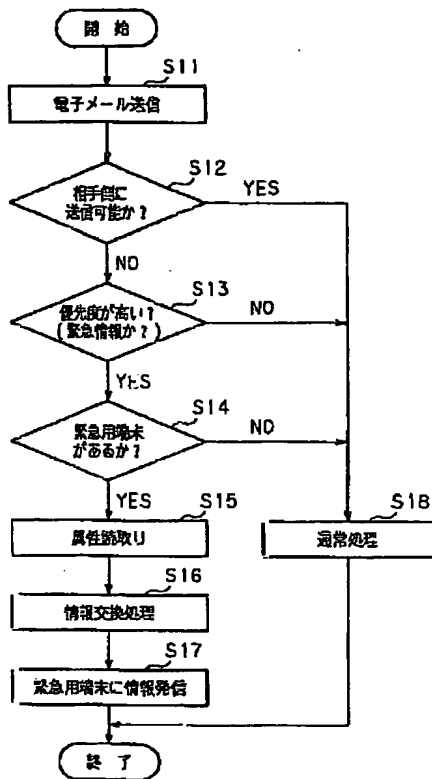 開始
S11
電子メール送信
S12
相手側に
送信可能か?
YES
NO
S13
優先度が高い?
(緊急情報か?)
NO
YES
S14
緊急用端末
があるか?
NO
YES
S15
属性読取り
S18
通常処理
S16
情報交換処理
S17
緊急用端末に情報発信
終了